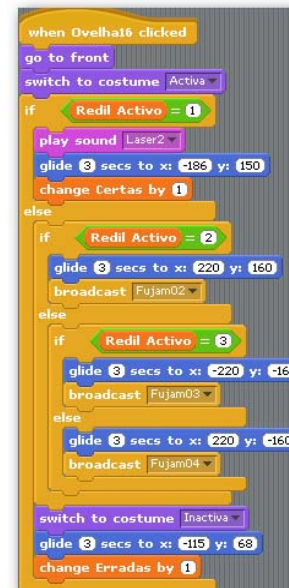 when Ovelha16 clicked
go to front
switch to costume Activa
if Redil Activo = 1
play sound Laser2
glide 3 secs to x: -186 y: 150
change Certas by 1
else
if Redil Activo = 2
glide 3 secs to x: 220 y: 160
broadcast Fujam02
else
if Redil Activo = 3
glide 3 secs to x: -220 y: -16
broadcast Fujam03
else
glide 3 secs to x: 220 y: -160
broadcast Fujam04
switch to costume Inactiva
glide 3 secs to x: -115 y: 68
change Erradas by 1